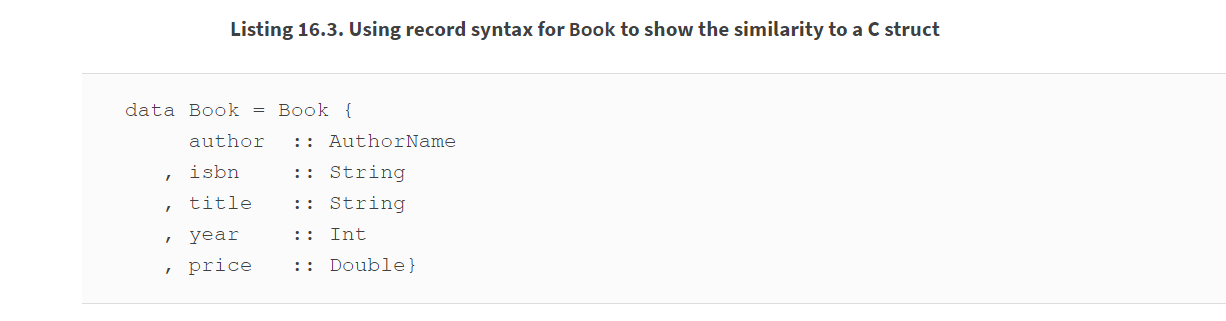 Listing 16.3. Using record syntax for Book to show the similarity to a C struct
data Book = Book {
     author  :: AuthorName
   , isbn    :: String
   , title   :: String
   , year    :: Int
   , price   :: Double}